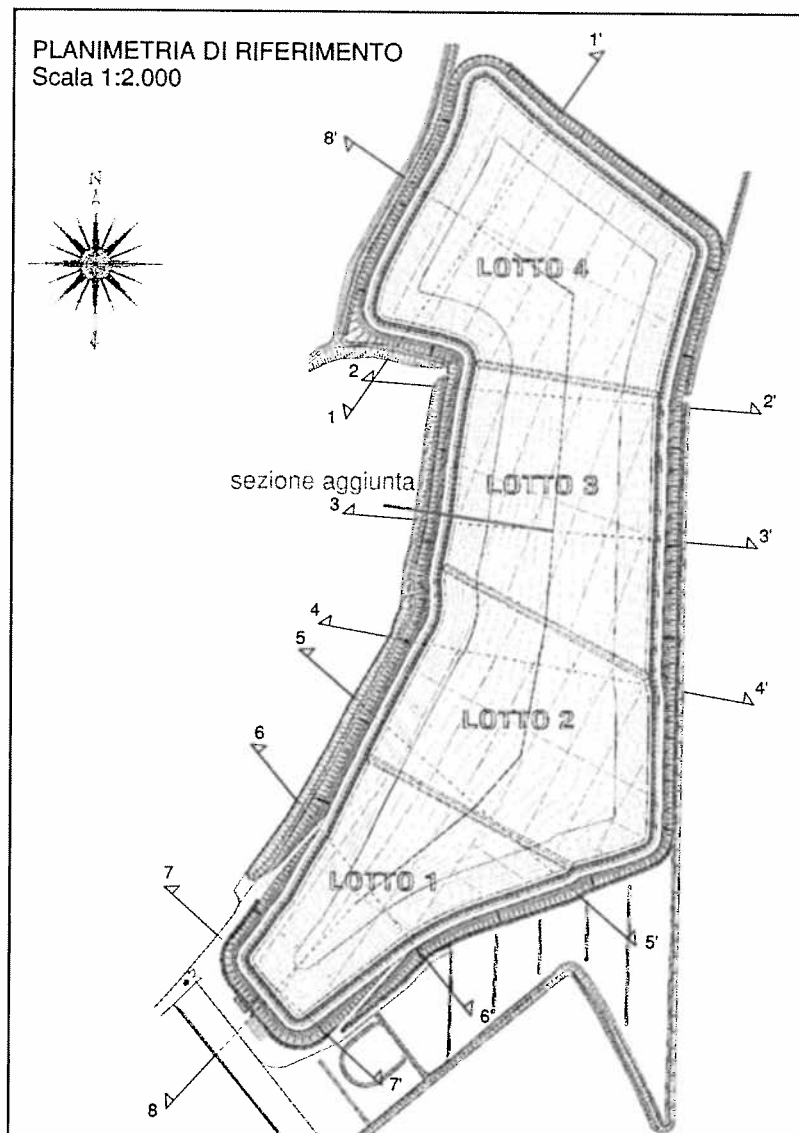 PLANIMETRIA DI RIFERIMENTO
Scala 1:2.000
1'
8'
N
LOTTO 4
2
1
2'
sezione aggiunta
LOTTO 3
3
3'
4
5
4'
6
LOTTO 2
7
LOTTO 1
5'
6'
7'
8